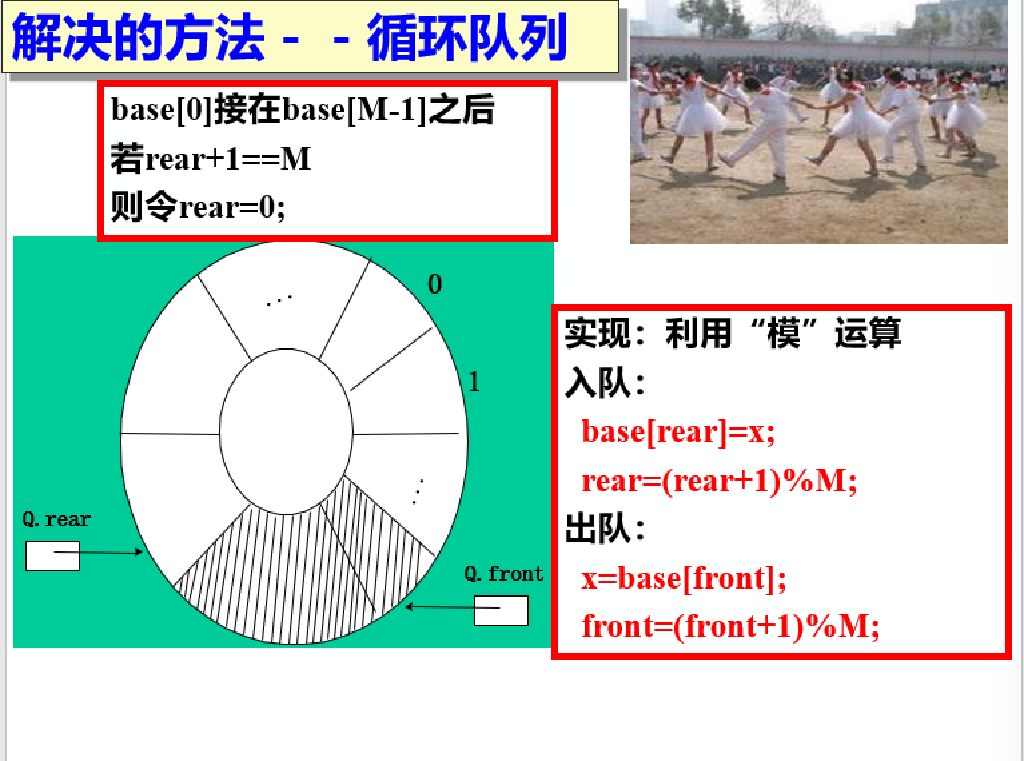 解决的方法－ －循环队列
base[0]接在base[M-1]之后
若rear+1==M
则令rear=0;
…
0
1
…
Q.rear
Q.front
实现：利用“模”运算
入队：
base[rear]=x;
rear=(rear+1)%M;
出队：
x=base[front];
front=(front+1)%M;